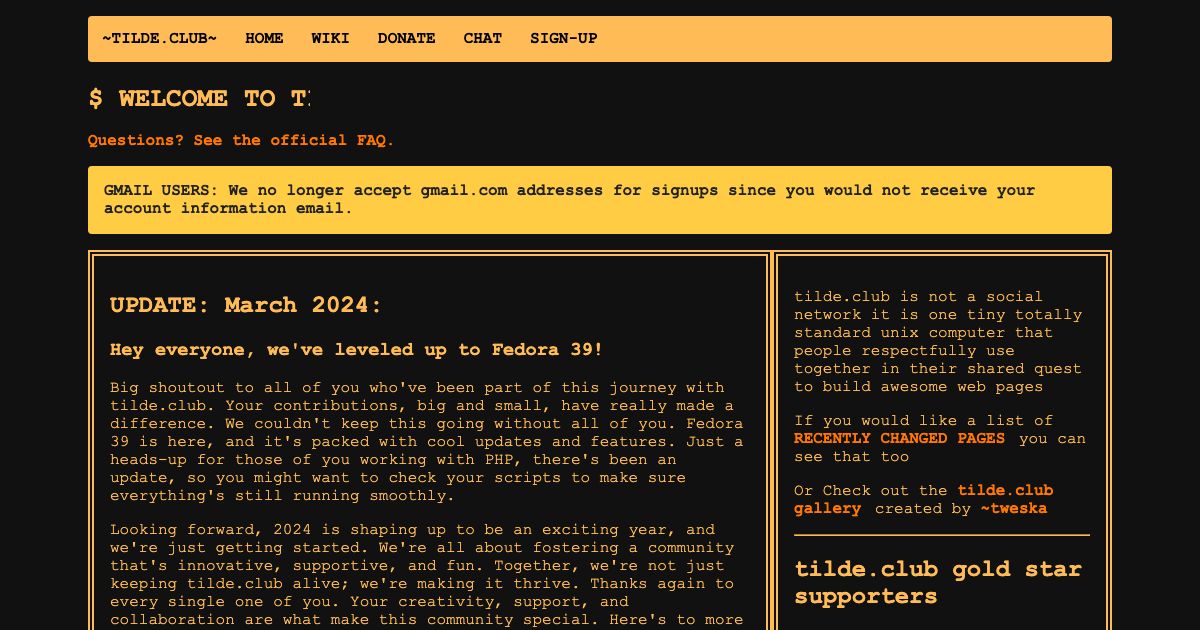 ~TILDE.CLUB~ HOME WIKI DONATE CHAT SIGN-UP
$ WELCOME TO T
Questions? See the official FAQ.
GMAIL USERS: We no longer accept gmail.com addresses for signups since you would not receive your
account information email.
UPDATE: March 2024:
Hey everyone, we've leveled up to Fedora 39!
Big shoutout to all of you who've been part of this journey with
tilde.club. Your contributions, big and small, have really made a
difference. We couldn't keep this going without all of you. Fedora
39 is here, and it's packed with cool updates and features. Just a
heads-up for those of you working with PHP, there's been an
update, so you might want to check your scripts to make sure
everything's still running smoothly.
Looking forward, 2024 is shaping up to be an exciting year, and
we're just getting started. We're all about fostering a community
that's innovative, supportive, and fun. Together, we're not just
keeping tilde.club alive; we're making it thrive. Thanks again to
every single one of you. Your creativity, support, and
collaboration are what make this community special. Here's to more
tilde.club is not a social
network it is one tiny totally
standard unix computer that
people respectfully use
together in their shared quest
to build awesome web pages
If you would like a list of
RECENTLY CHANGED PAGES you can
see that too
Or Check out the tilde.club
gallery created by ~tweska
tilde.club gold star
supporters